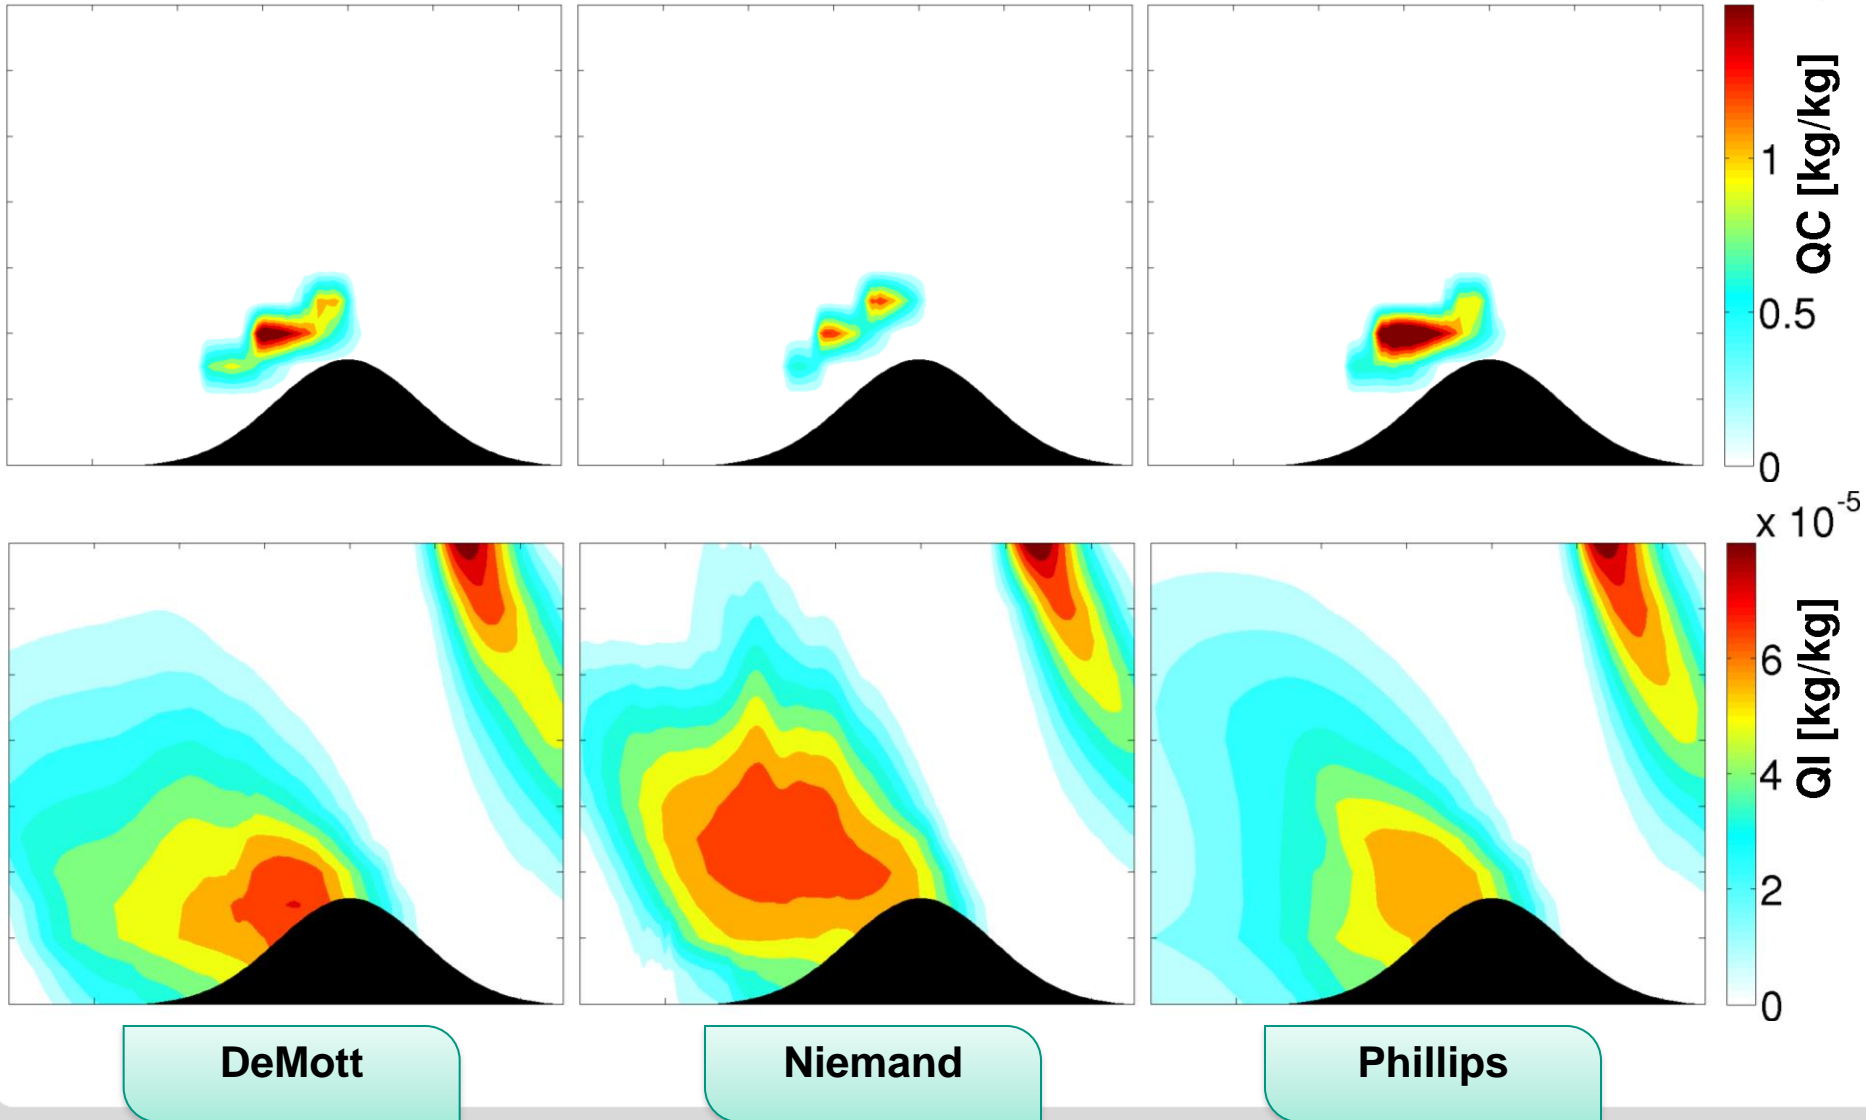 1
0.5
0
QC [kg/kg]
x 10-5
6
4
2
0
QI [kg/kg]
DeMott
Niemand
Phillips